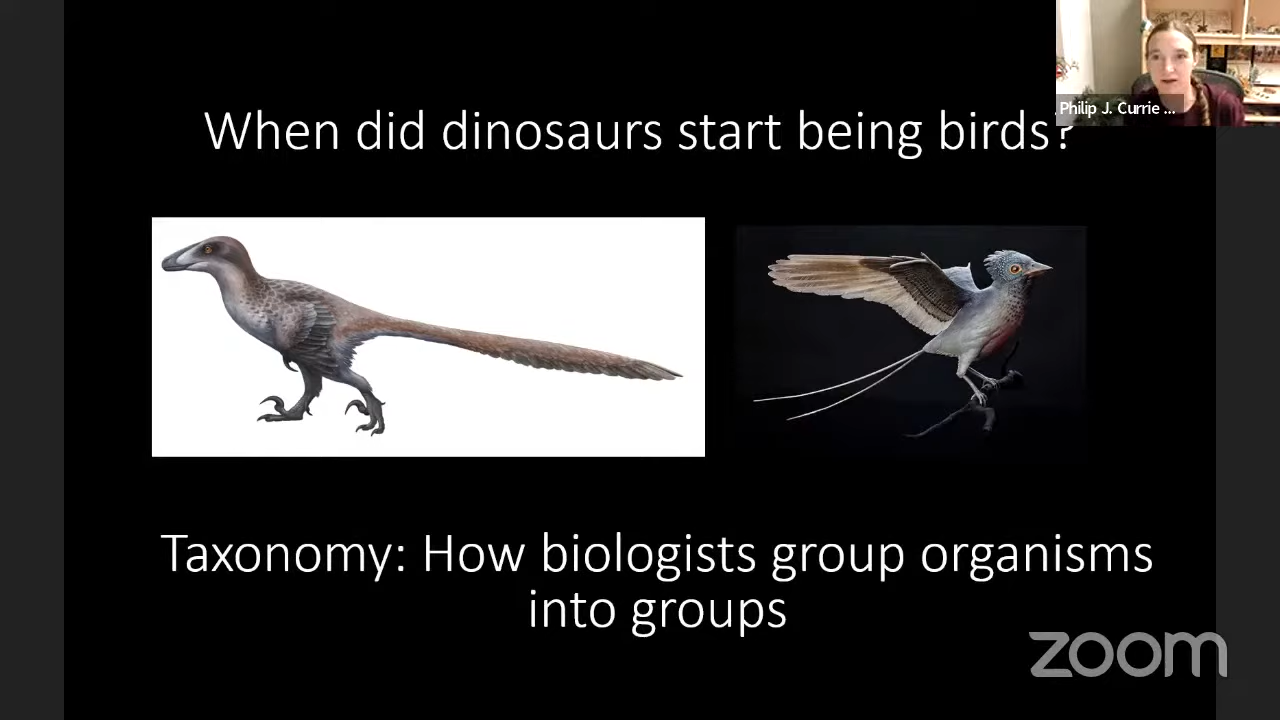 When did dinosaurs start being birds?
Philip J. Currie ...
Taxonomy: How biologists group organisms
into groups
zoom